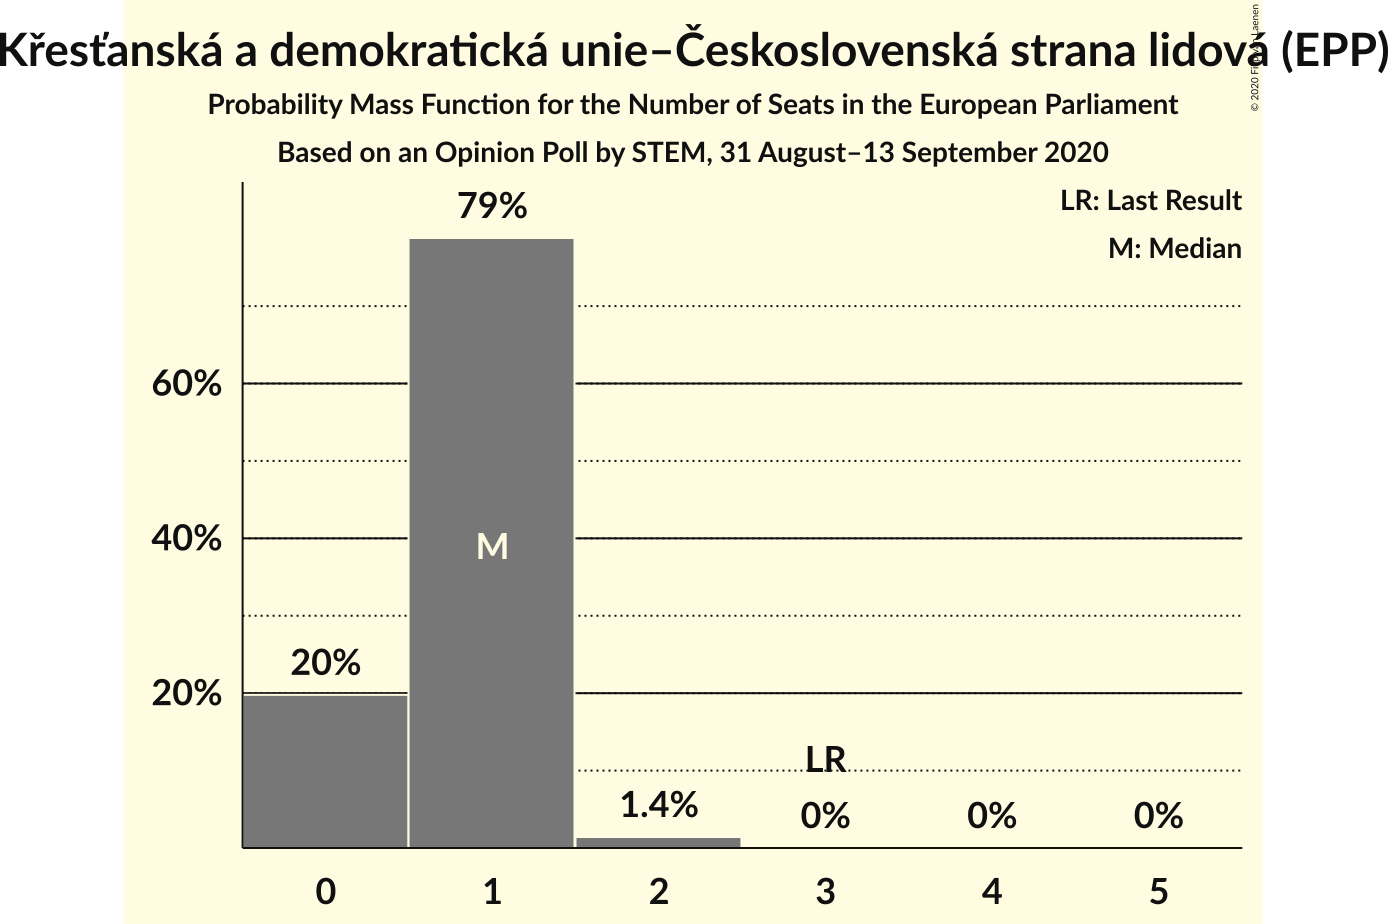 Křesťanská a demokratická unie–Československá strana lidová (EPP)
Probability Mass Function for the Number of Seats in the European Parliament
Based on an Opinion Poll by STEM, 31 August–13 September 2020
© 2020 Laenen
LR: Last Result
M: Median
79%
60%
40%
M
20%
20%
LR
1.4%
0% 0% 0%
0 1 2 3 4 5